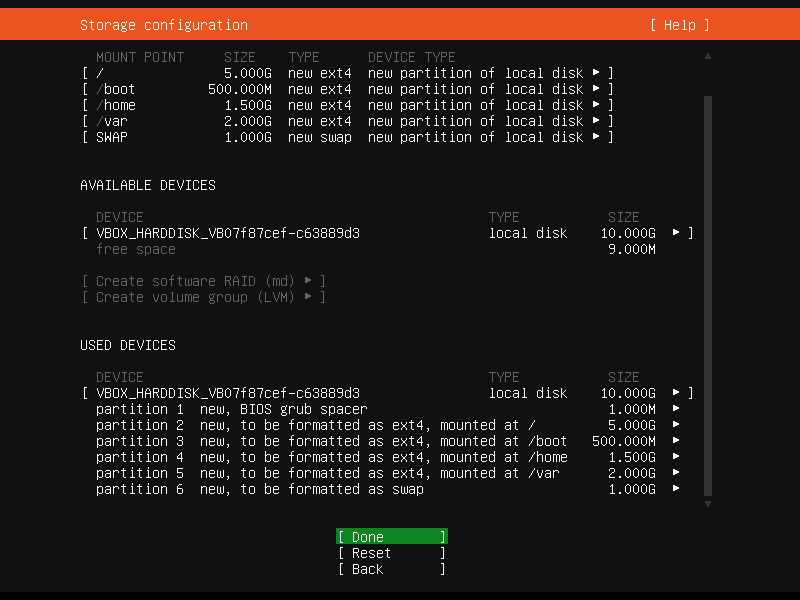 Storage configuration [ Help ]
MOUNT POINT SIZE TYPE DEVICE TYPE
[ / 5.000G new ext4 new partition of local disk ▸ ]
[ /boot 500.000M new ext4 new partition of local disk ▸ ]
[ /home 1.500G new ext4 new partition of local disk ▸ ]
[ /var 2.000G new ext4 new partition of local disk ▸ ]
[ SWAP 1.000G new swap new partition of local disk ▸ ]
AVAILABLE DEVICES
DEVICE TYPE SIZE
[ VBOX_HARDDISK_VB07f87cef-c63889d3 local disk 10.000G ▸ ]
free space 9.000M
[ Create software RAID (md) ▸ ]
[ Create volume group (LVM) ▸ ]
USED DEVICES
DEVICE TYPE SIZE
[ VBOX_HARDDISK_VB07f87cef-c63889d3 local disk 10.000G ▸ ]
partition 1 new, BIOS grub spacer 1.000M ▸
partition 2 new, to be formatted as ext4, mounted at / 5.000G ▸
partition 3 new, to be formatted as ext4, mounted at /boot 500.000M ▸
partition 4 new, to be formatted as ext4, mounted at /home 1.500G ▸
partition 5 new, to be formatted as ext4, mounted at /var 2.000G ▸
partition 6 new, to be formatted as swap 1.000G ▸
[ Done ]
[ Reset ]
[ Back ]